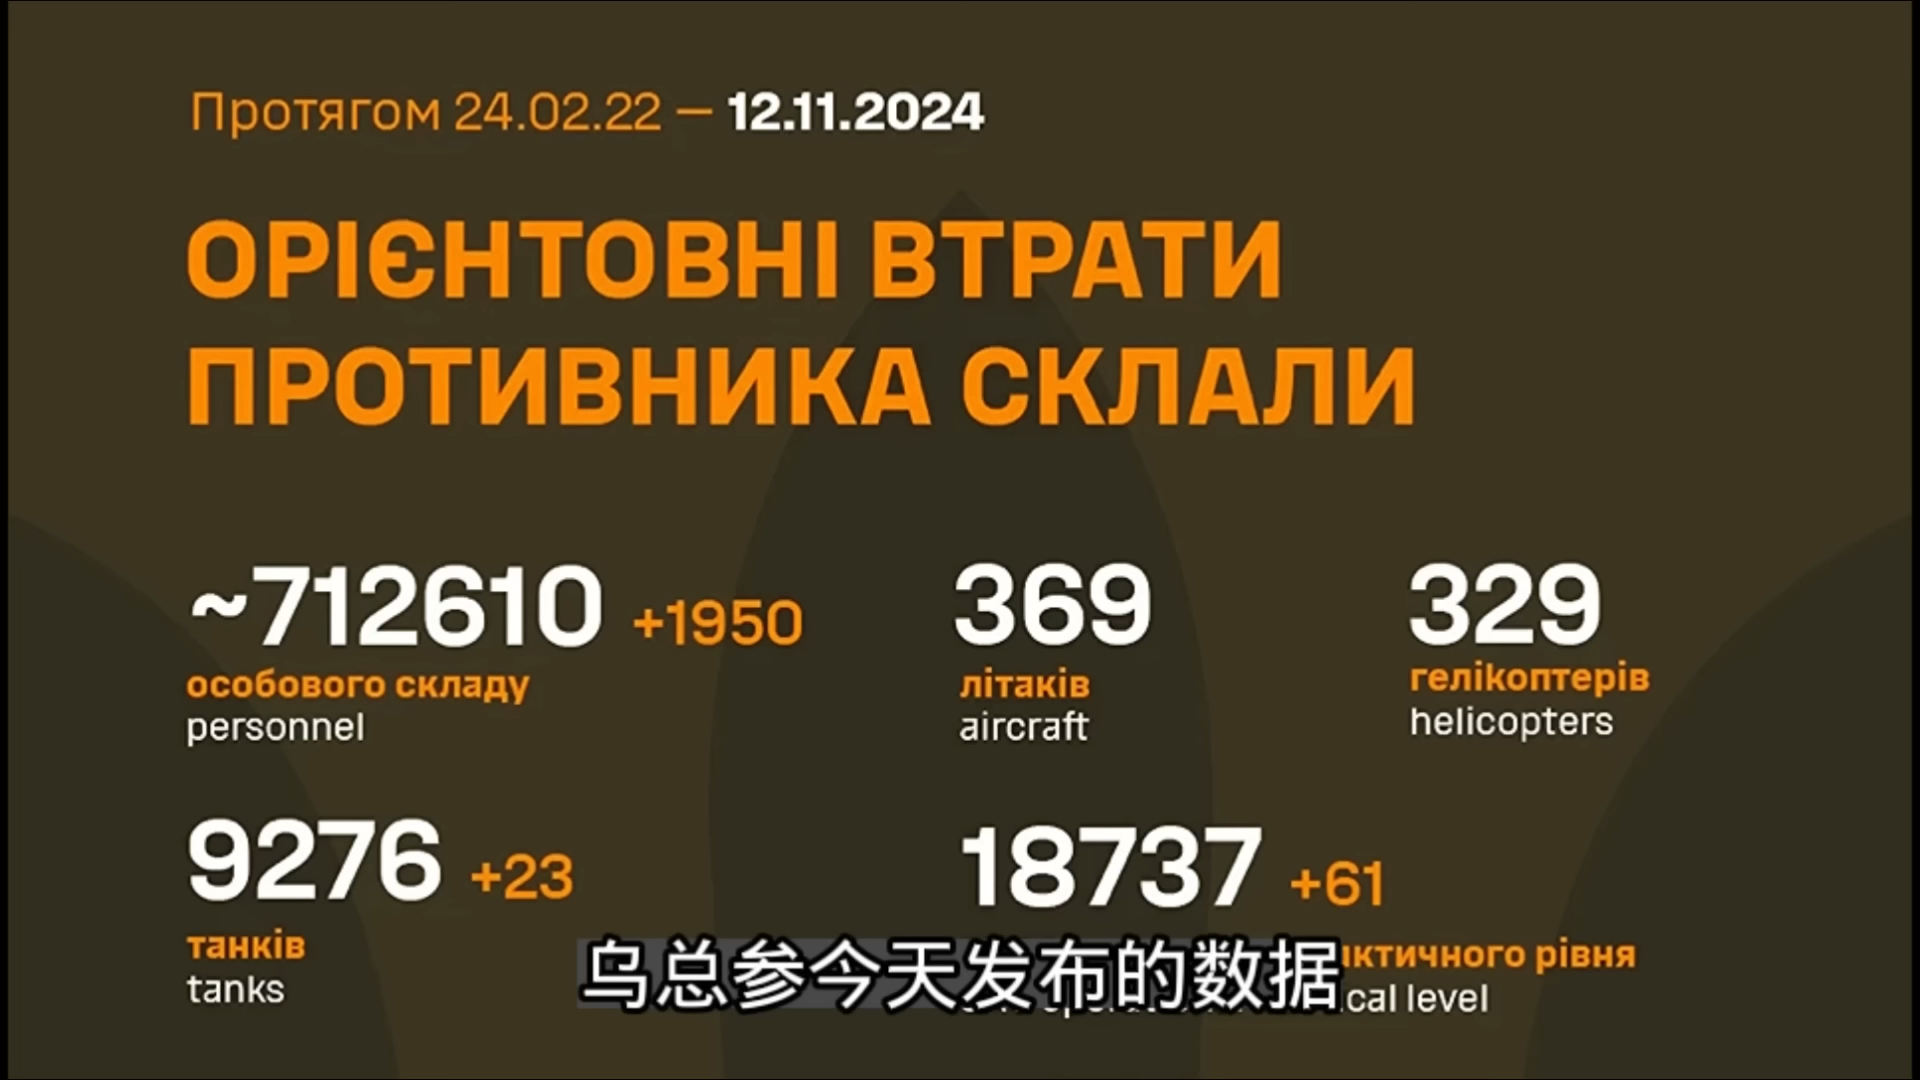 Протягом 24.02.22 — 12.11.2024
ОРІЄНТОВНІ ВТРАТИ
ПРОТИВНИКА СКЛАЛИ
~712610 +1950
особового складу
personnel
369
літаків
aircraft
329
гелікоптерів
helicopters
9276 +23
танків
tanks
18737 +61
рівня
level
乌总参今天发布的数据